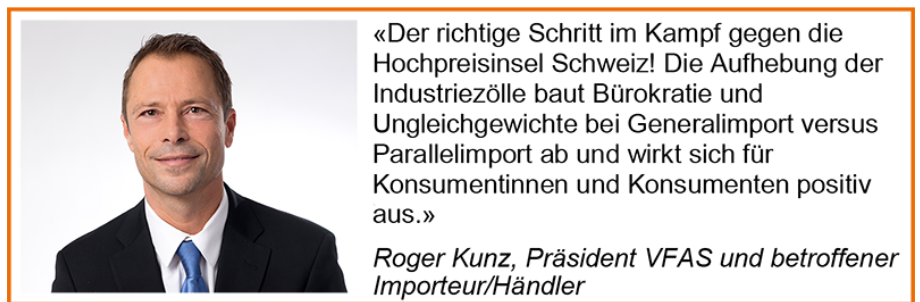 «Der richtige Schritt im Kampf gegen die
Hochpreisinsel Schweiz! Die Aufhebung der
Industriezölle baut Bürokratie und
Ungleichgewichte bei Generalimport versus
Parallelimport ab und wirkt sich für
Konsumentinnen und Konsumenten positiv
aus.»
Roger Kunz, Präsident VFAS und betroffener
Importeur/Händler